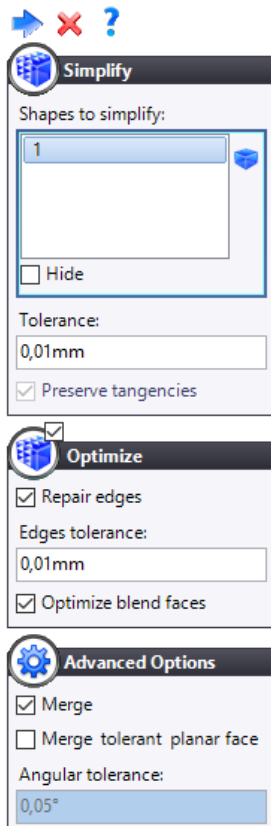 ?
Simplify
Shapes to simplify:
1
Hide
Tolerance:
0,01mm
Preserve tangencies
Optimize
Repair edges
Edges tolerance:
0,01mm
Optimize blend faces
Advanced Options
Merge
Merge tolerant planar face
Angular tolerance:
0,05°